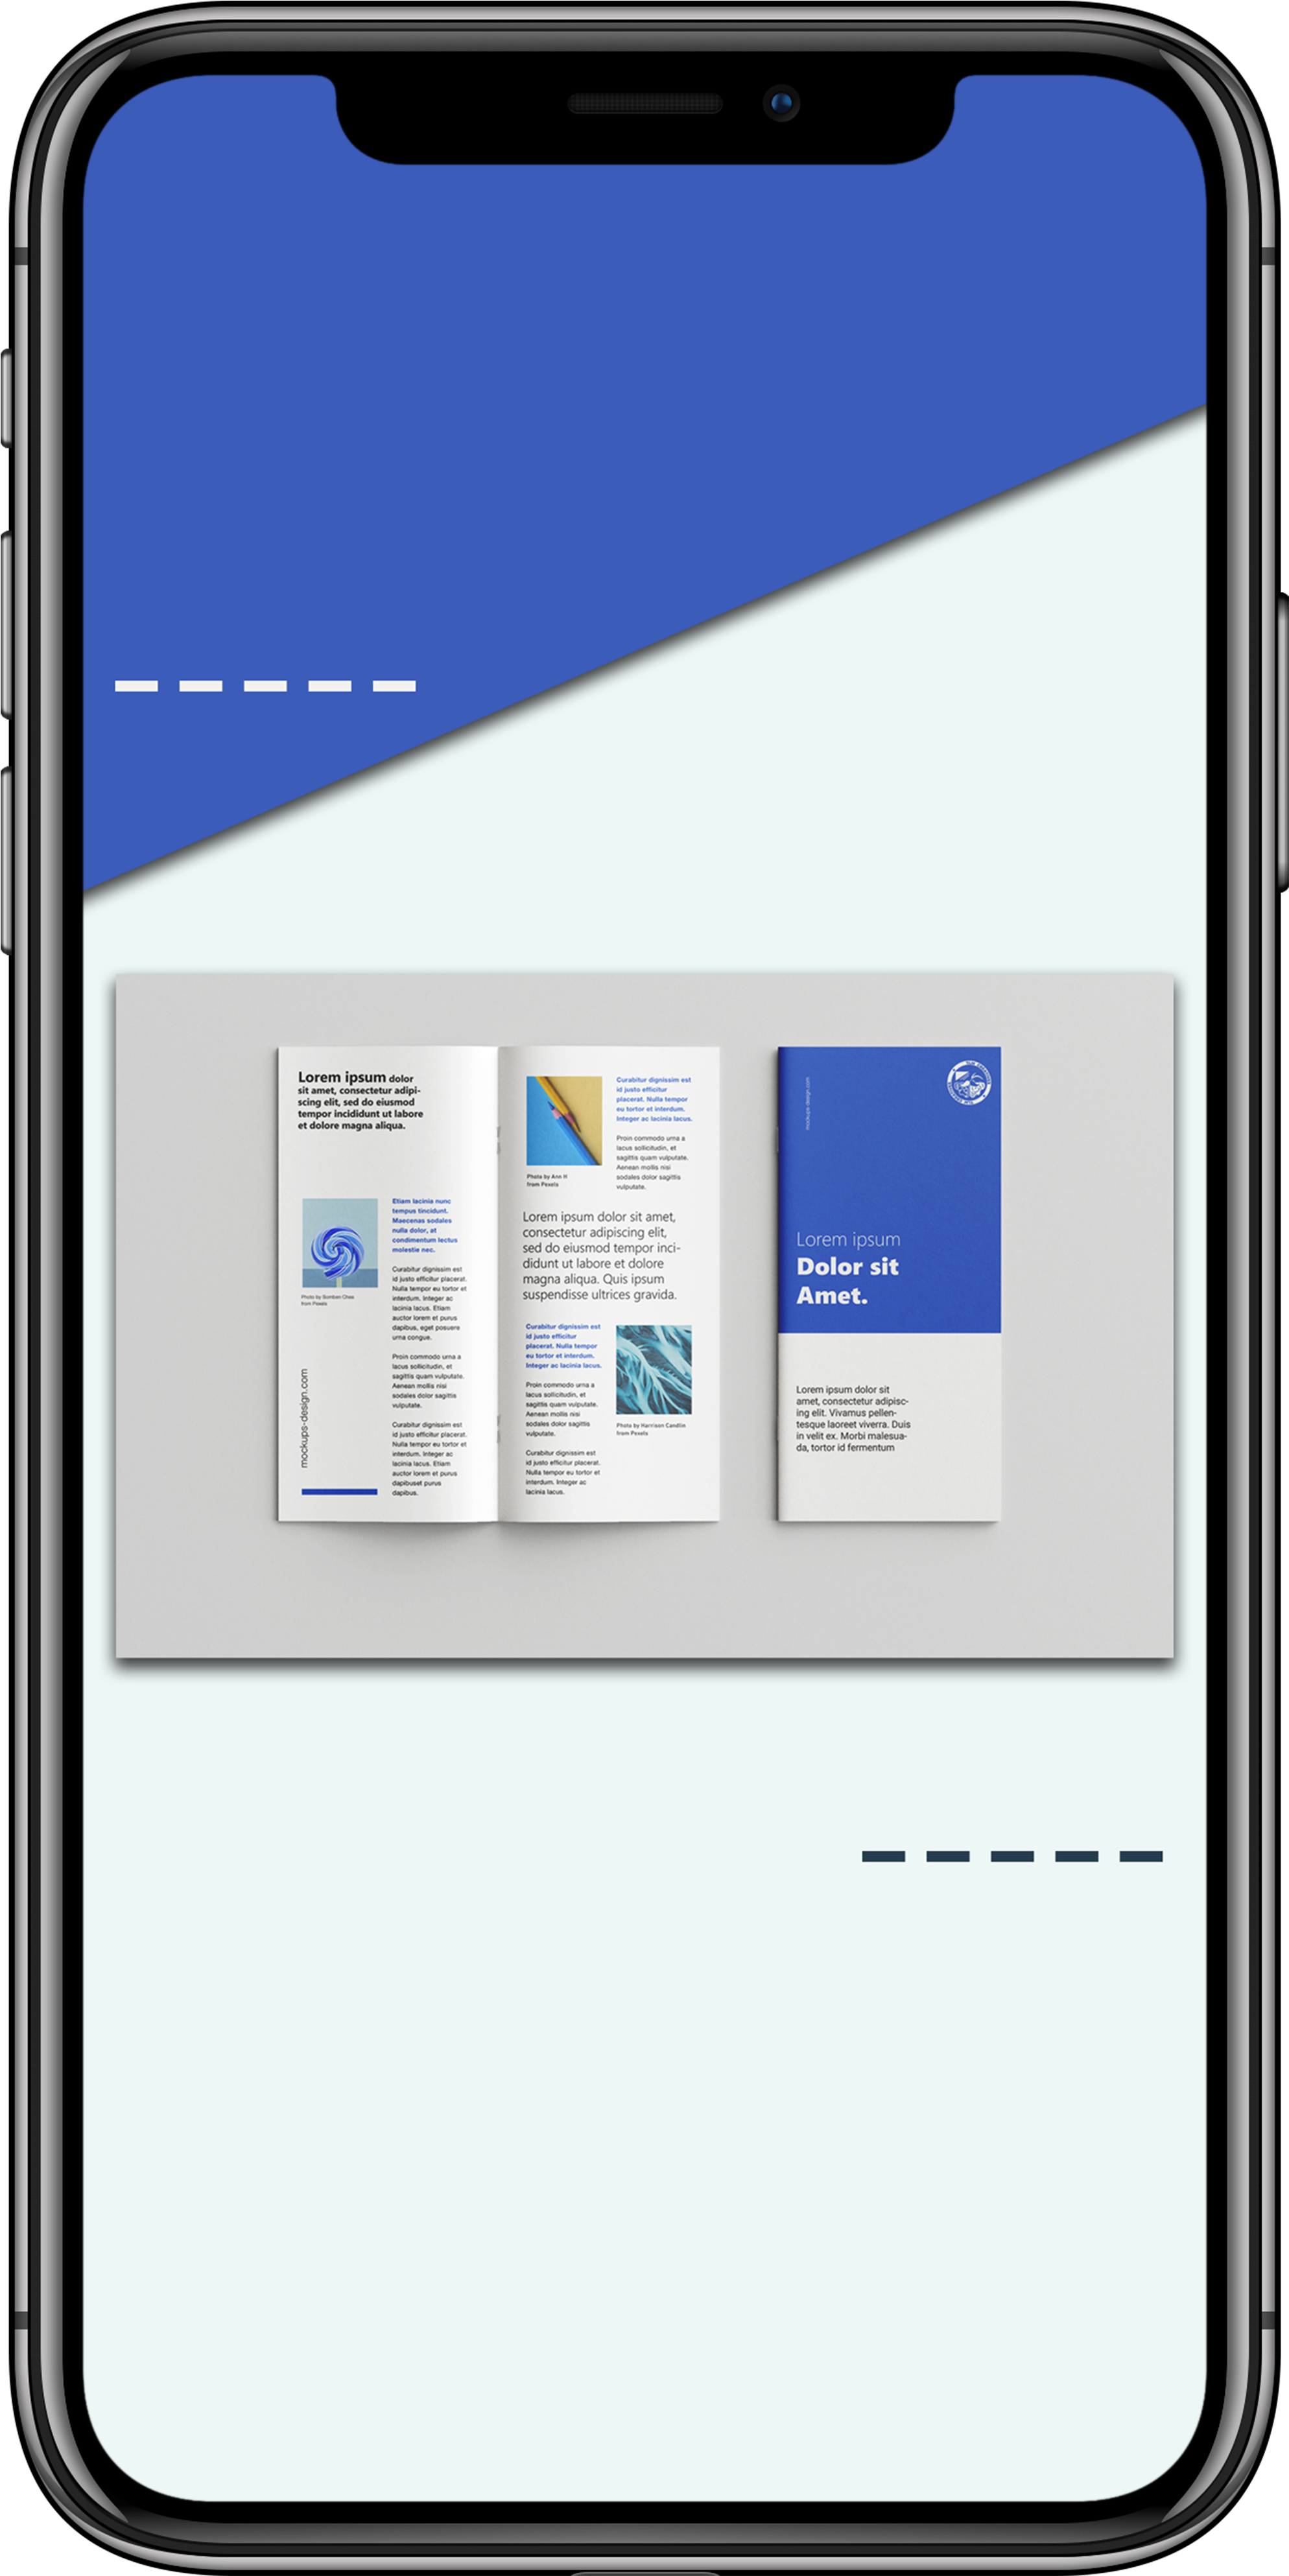 Lorem ipsum dolor
sit amet, consectetur adipi-
scing elit, sed do eiusmod
tempor incididunt ut labore
et dolore magna aliqua.
Etiam lacinia nunc
tempus tincidunt.
Maecenas sodales
nulla dolor, at
condimentum lectus
molestie nec.
Photo by
from Pexels
Curabitur dignissim est
id justo efficitur placerat.
Nulla tempor eu tortor et
interdum. Integer ac
lacinia lacus. Etiam
auctor lorem et purus
dapibus, eget posuere
urna congue.
Proin commodo urna a
lacus sollicitudin, et
sagittis quam vulputate.
Aenean mollis nisi
sodales dolor sagittis
vulputate.
Curabitur dignissim est
id justo efficitur placerat.
Nulla tempor eu tortor et
interdum. Integer ac
lacinia lacus. Etiam
auctor lorem et purus
dapibuset purus
dapibus.
mockups-design.com
Photo by Ann H
from Pexels
Curabitur dignissim est
id justo efficitur
placerat. Nulla tempor
eu tortor et interdum.
Integer ac lacinia lacus.
Proin commodo urna a
lacus sollicitudin, et
sagittis quam vulputate.
Aenean mollis nisi
sodales dolor sagittis
vulputate.
Lorem ipsum dolor sit amet,
consectetur adipiscing elit,
sed do eiusmod tempor inci-
didunt ut labore et dolore
magna aliqua. Quis ipsum
suspendisse ultrices gravida.
Curabitur dignissim est
id justo efficitur
placerat. Nulla tempor
eu tortor et interdum.
Integer ac lacinia lacus.
Proin commodo urna a
lacus sollicitudin, et
sagittis quam vulputate.
Aenean mollis nisi
sodales dolor sagittis
vulputate.
Curabitur dignissim est
id justo efficitur placerat.
Nulla tempor eu tortor et
interdum. Integer ac
lacinia lacus.
Photo by Harrison Candlin
from Pexels
mockups-design.com
Lorem ipsum
Dolor sit
Amet.
Lorem ipsum dolor sit
amet, consectetur adipisc-
ing elit. Vivamus pellen-
tesque laoreet viverra. Duis
in velit ex. Morbi malesua-
da, tortor id fermentum